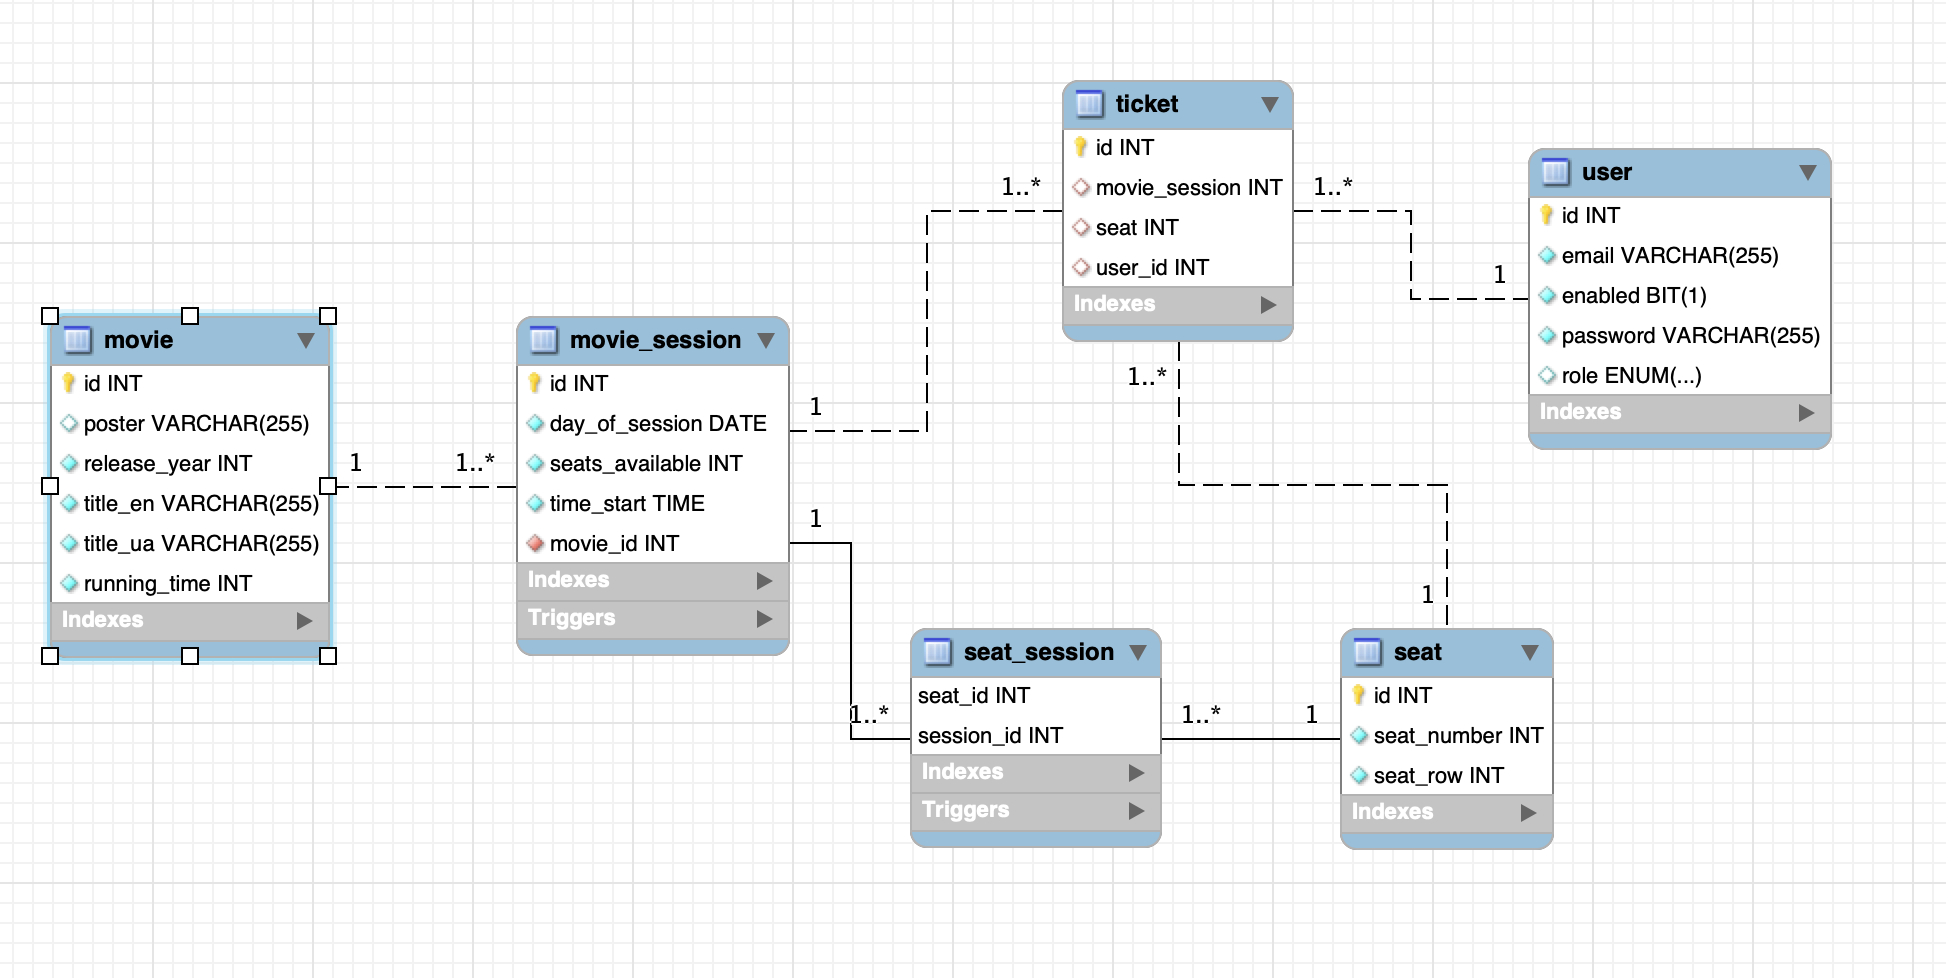 movie
id INT
poster VARCHAR(255)
release_year INT
title_en VARCHAR(255)
title_ua VARCHAR(255)
running_time INT
Indexes
1
1..*
movie_session
id INT
day_of_session DATE
seats_available INT
time_start TIME
movie_id INT
Indexes
Triggers
1
1..*
ticket
id INT
movie_session INT
seat INT
user_id INT
Indexes
1..*
1
user
id INT
email VARCHAR(255)
enabled BIT(1)
password VARCHAR(255)
role ENUM(...)
Indexes
1..*
1
1
1..*
seat_session
seat_id INT
session_id INT
Indexes
Triggers
1..*
1
seat
id INT
seat_number INT
seat_row INT
Indexes